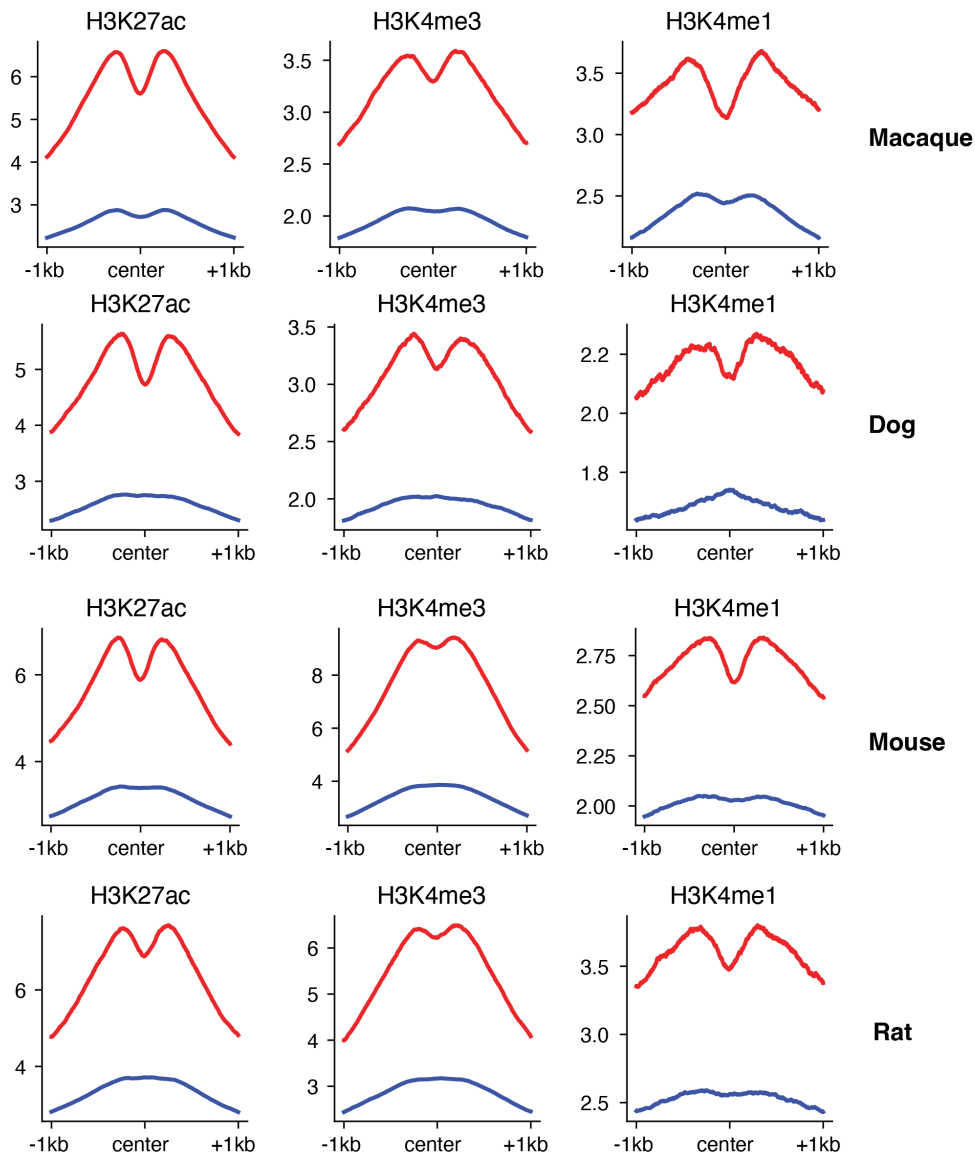 H3K27ac H3K4me3 H3K4me1
6
5
4
3
-1kb center +1kb
3.5
3.0
2.5
2.0
-1kb center +1kb
3.5
3.0
2.5
-1kb center +1kb
Macaque
H3K27ac H3K4me3 H3K4me1
5
4
3
-1kb center +1kb
3.5
3.0
2.5
2.0
-1kb center +1kb
2.2
2.0
1.8
-1kb center +1kb
Dog
H3K27ac H3K4me3 H3K4me1
6
4
-1kb center +1kb
8
6
4
-1kb center +1kb
2.75
2.50
2.25
2.00
-1kb center +1kb
Mouse
H3K27ac H3K4me3 H3K4me1
6
4
-1kb center +1kb
6
5
4
3
-1kb center +1kb
3.5
3.0
2.5
-1kb center +1kb
Rat